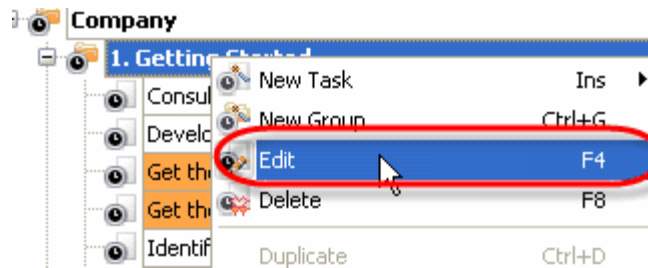 Company
1. Getting Started
New Task Ins
Consul
New Group Ctrl+G
Develo
Edit F4
Get the
Delete F8
Get the
Identif
Duplicate Ctrl+D